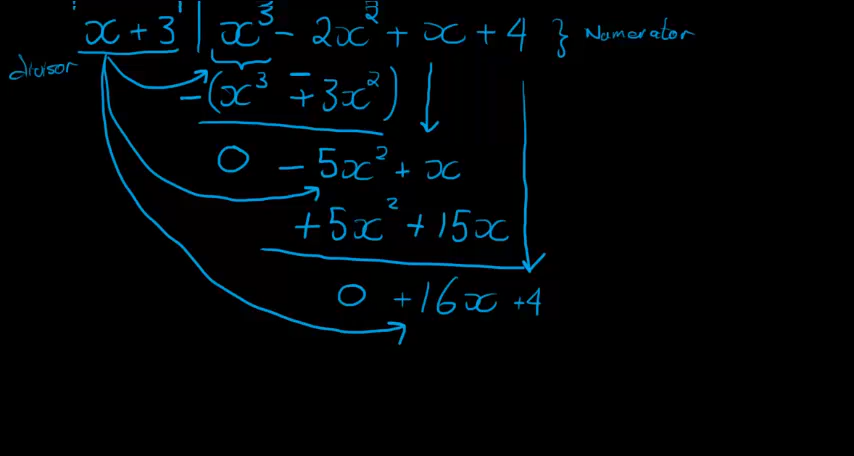 x + 3 | x³ - 2x² + x + 4 } Numerator
divisor
-(x³ + 3x²)
0 - 5x² + x
+5x² + 15x
0 + 16x + 4